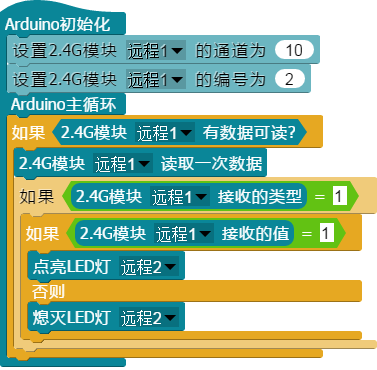 Arduino初始化
设置2.4G模块 远程1 的通道为 10
设置2.4G模块 远程1 的编号为 2
Arduino主循环
如果 2.4G模块 远程1 有数据可读?
2.4G模块 远程1 读取一次数据
如果 2.4G模块 远程1 接收的类型 = 1
如果 2.4G模块 远程1 接收的值 = 1
点亮LED灯 远程2
否则
熄灭LED灯 远程2